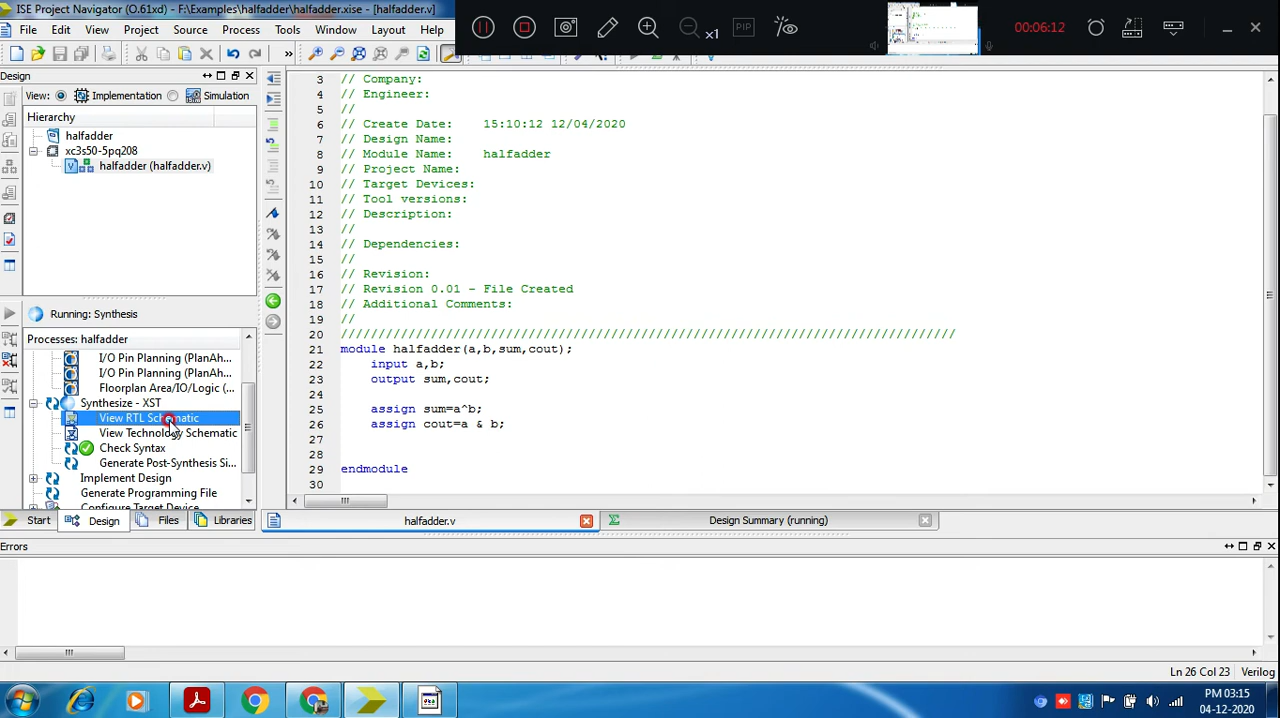 ISE Project Navigator (O.61xd) - F:\Examples\halfadder\halfadder.xise - [halfadder.v]
x1
PIP
00:06:12
File Edit View Project Source Process Tools Window Layout Help
»
Design
View: Implementation Simulation
Hierarchy
halfadder
xc3s50-5pq208
halfadder (halfadder.v)
Running: Synthesis
Processes: halfadder
I/O Pin Planning (PlanAh...
I/O Pin Planning (PlanAh...
Floorplan Area/IO/Logic (...
Synthesize - XST
View RTL Schematic
View Technology Schematic
Check Syntax
Generate Post-Synthesis Si...
Implement Design
Generate Programming File
Configure Target Device
Start Design Files Libraries
3 // Company:
4 // Engineer:
5 //
6 // Create Date: 15:10:12 12/04/2020
7 // Design Name:
8 // Module Name: halfadder
9 // Project Name:
10 // Target Devices:
11 // Tool versions:
12 // Description:
13 //
14 // Dependencies:
15 //
16 // Revision:
17 // Revision 0.01 - File Created
18 // Additional Comments:
19 //
20 //////////////////////////////////////////////////////////////////////////////////
21 module halfadder(a,b,sum,cout);
22 input a,b;
23 output sum,cout;
24
25 assign sum=a^b;
26 assign cout=a & b;
27
28
29 endmodule
30
halfadder.v Design Summary (running)
Errors
Ln 26 Col 23 Verilog
PM 03:15
04-12-2020